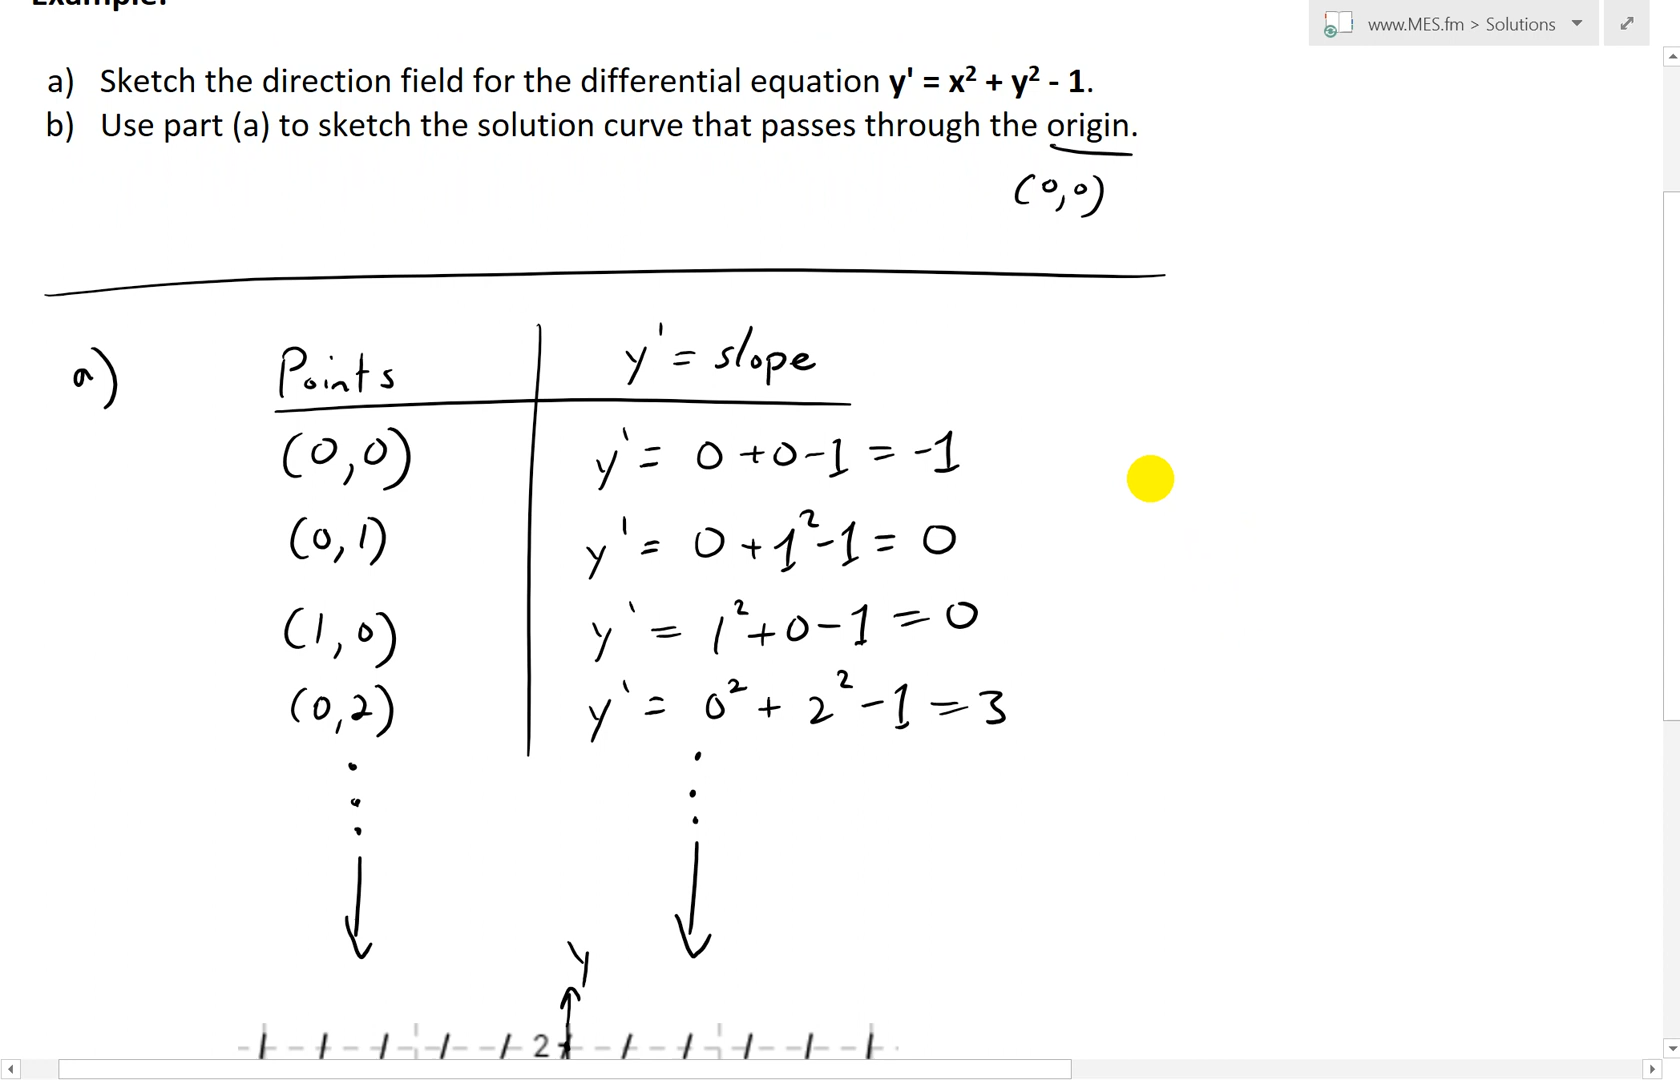 Example:
www.MES.fm > Solutions
a) Sketch the direction field for the differential equation y' = x² + y² - 1.
b) Use part (a) to sketch the solution curve that passes through the origin.
(0,0)
a)
Points
y' = slope
(0,0)
y' = 0 + 0 - 1 = -1
(0,1)
y' = 0 + 1² - 1 = 0
(1,0)
y' = 1² + 0 - 1 = 0
(0,2)
y' = 0² + 2² - 1 = 3
y
2